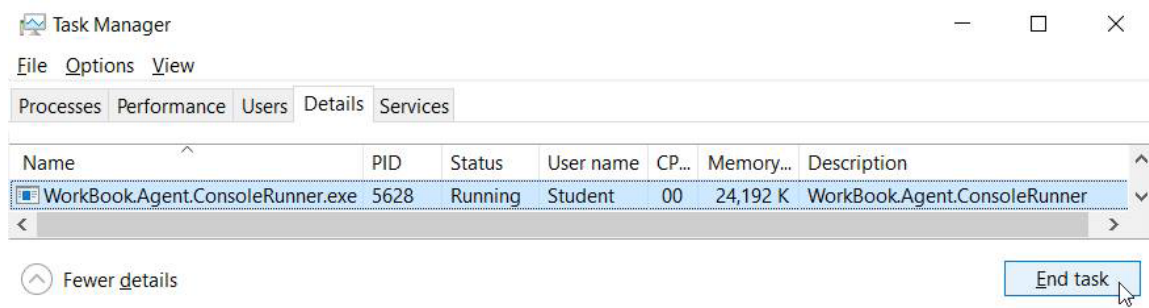 Task Manager
File Options View
Processes Performance Users Details Services
Name PID Status User name CP... Memory... Description
WorkBook.Agent.ConsoleRunner.exe 5628 Running Student 00 24,192 K WorkBook.Agent.ConsoleRunner
Fewer details End task